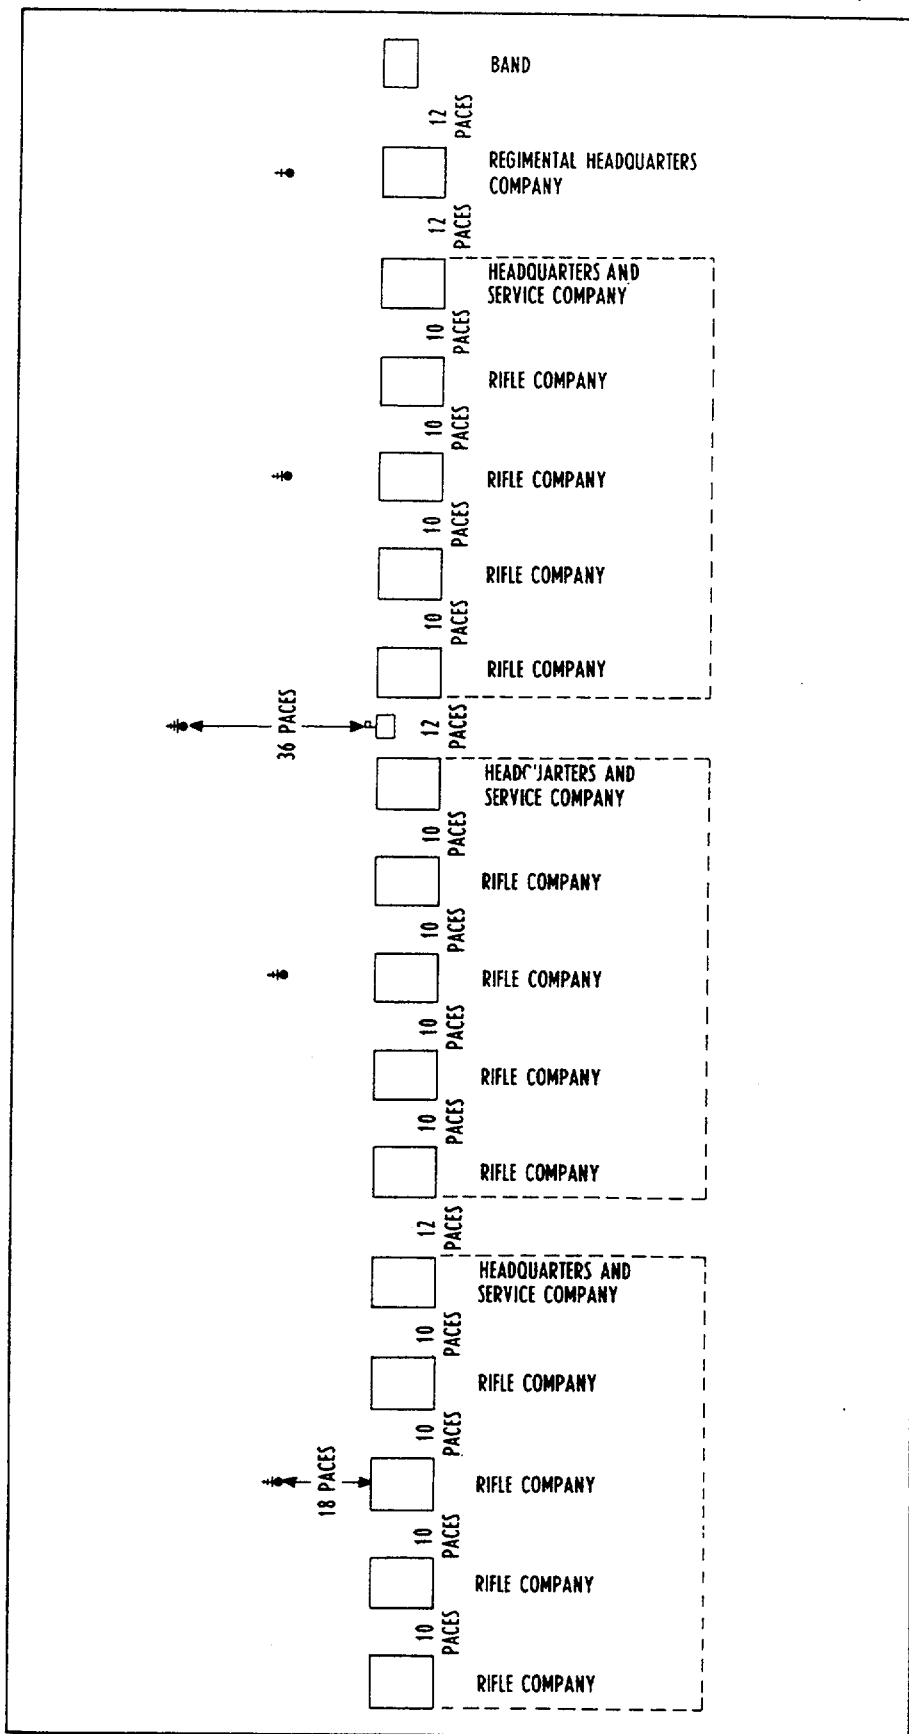 BAND
12
PACES
REGIMENTAL HEADQUARTERS
COMPANY
12
PACES
HEADQUARTERS AND
SERVICE COMPANY
10
PACES
RIFLE COMPANY
10
PACES
RIFLE COMPANY
10
PACES
RIFLE COMPANY
10
PACES
RIFLE COMPANY
36 PACES
12
PACES
HEADQUARTERS AND
SERVICE COMPANY
10
PACES
RIFLE COMPANY
10
PACES
RIFLE COMPANY
10
PACES
RIFLE COMPANY
10
PACES
RIFLE COMPANY
12
PACES
HEADQUARTERS AND
SERVICE COMPANY
10
PACES
RIFLE COMPANY
10
PACES
18 PACES
RIFLE COMPANY
10
PACES
RIFLE COMPANY
10
PACES
RIFLE COMPANY